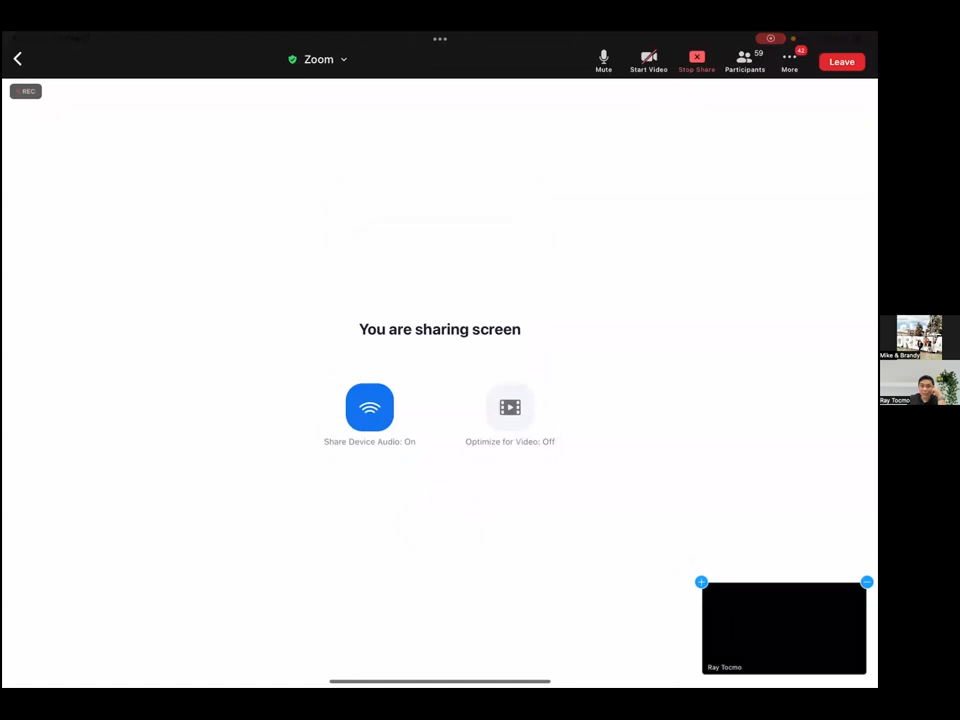 Zoom
Mute
Start Video
Stop Share
59
Participants
42
More
Leave
REC
You are sharing screen
Share Device Audio: On
Optimize for Video: Off
Mike & Brandy
Ray Tocmo
Ray Tocmo